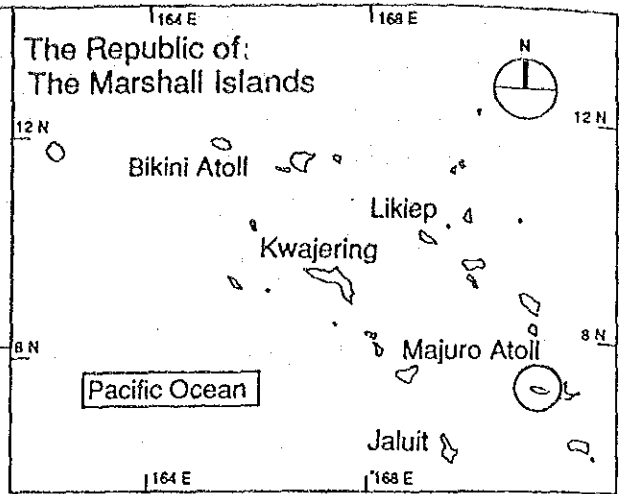 164 E
168 E
The Republic of:
The Marshall Islands
N
12 N
12 N
Bikini Atoll
Likiep
Kwajering
8 N
8 N
Majuro Atoll
Pacific Ocean
Jaluit
164 E
168 E